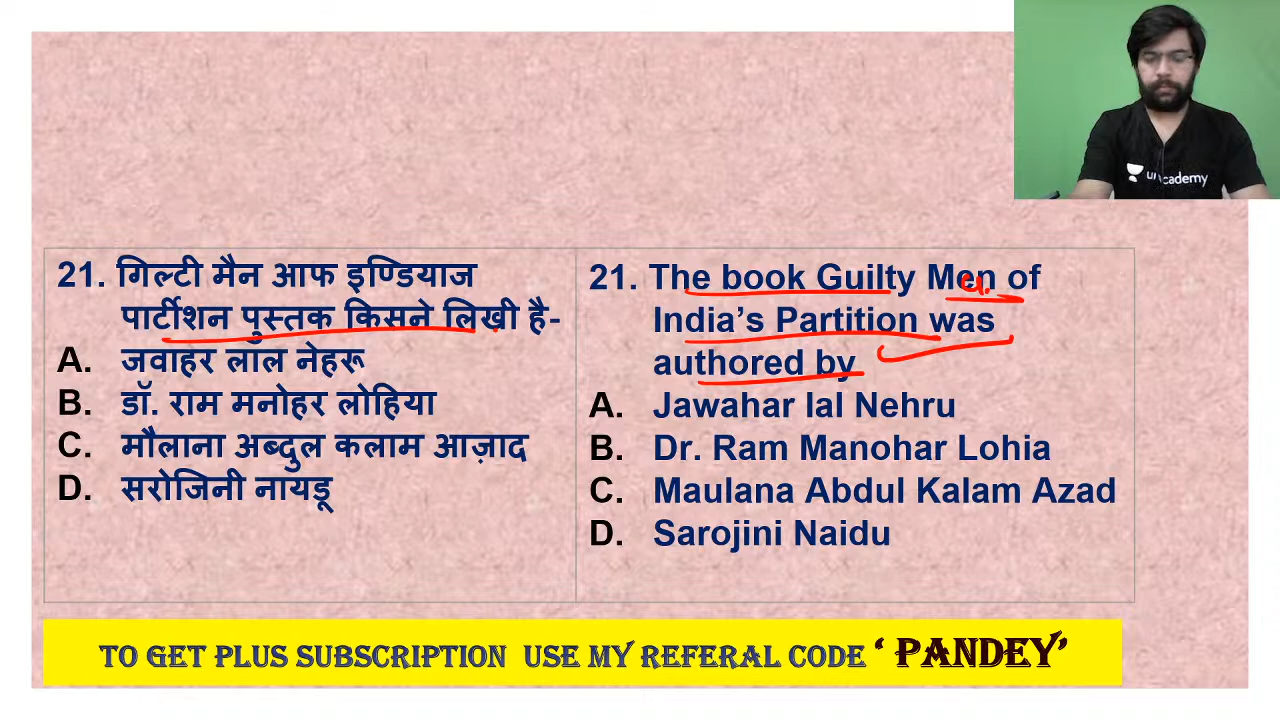 21. गिल्टी मैन आफ इण्डियाज
पार्टीशन पुस्तक किसने लिखी है-
A. जवाहर लाल नेहरू
B. डॉ. राम मनोहर लोहिया
C. मौलाना अब्दुल कलाम आज़ाद
D. सरोजिनी नायडू
21. The book Guilty Men of
India's Partition was
authored by
A. Jawahar lal Nehru
B. Dr. Ram Manohar Lohia
C. Maulana Abdul Kalam Azad
D. Sarojini Naidu
unacademy
TO GET PLUS SUBSCRIPTION USE MY REFERAL CODE ‘ PANDEY’